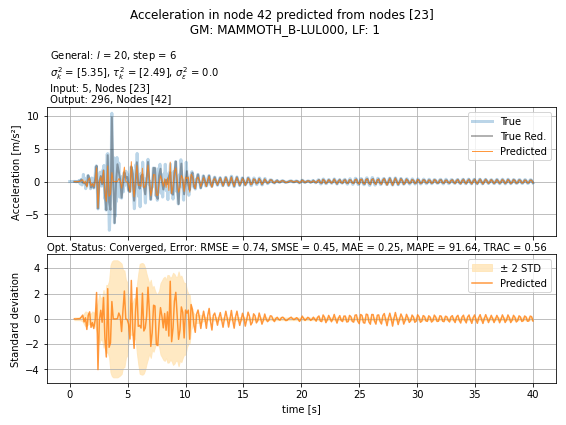 Acceleration in node 42 predicted from nodes [23]
GM: MAMMOTH_B-LUL000, LF: 1
General: l = 20, step = 6
σ²ₖ = [5.35], τ²ₖ = [2.49], σ²ε = 0.0
Input: 5, Nodes [23]
Output: 296, Nodes [42]
Acceleration [m/s²]
10
5
0
−5
True
True Red.
Predicted
Opt. Status: Converged, Error: RMSE = 0.74, SMSE = 0.45, MAE = 0.25, MAPE = 91.64, TRAC = 0.56
Standard deviation
4
2
0
−2
−4
± 2 STD
Predicted
0 5 10 15 20 25 30 35 40
time [s]